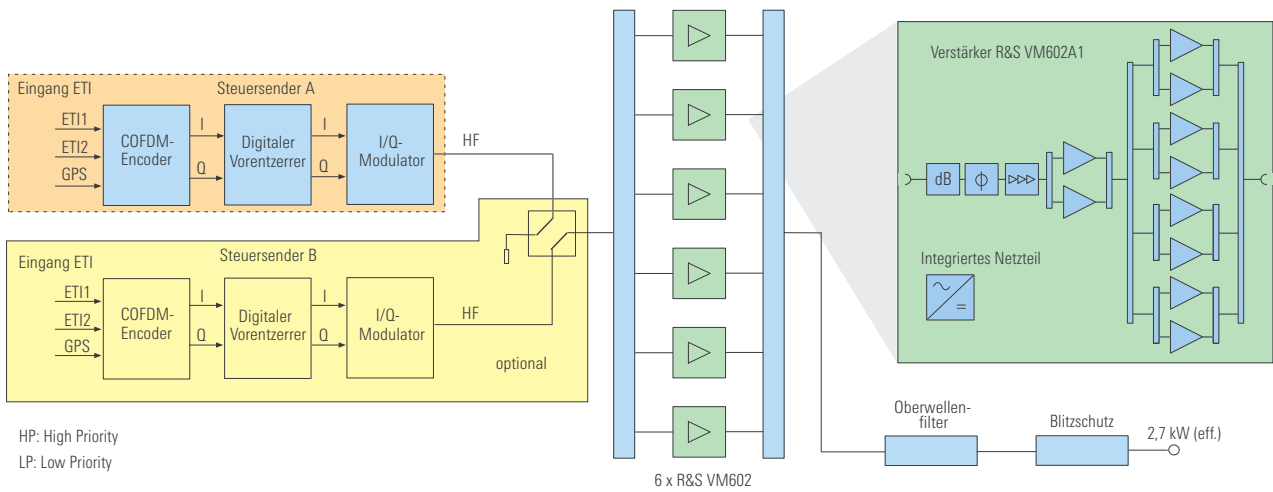 Eingang ETI
Steuersender A
ETI1
ETI2
GPS
COFDM-
Encoder
I
Q
Digitaler
Vorentzerrer
I
Q
I/Q-
Modulator
HF
Eingang ETI
Steuersender B
ETI1
ETI2
GPS
COFDM-
Encoder
I
Q
Digitaler
Vorentzerrer
I
Q
I/Q-
Modulator
HF
optional
HP: High Priority
LP: Low Priority
6 x R&S VM602
Verstärker R&S VM602A1
dB
ϕ
Integriertes Netzteil
Oberwellen-
filter
Blitzschutz
2,7 kW (eff.)